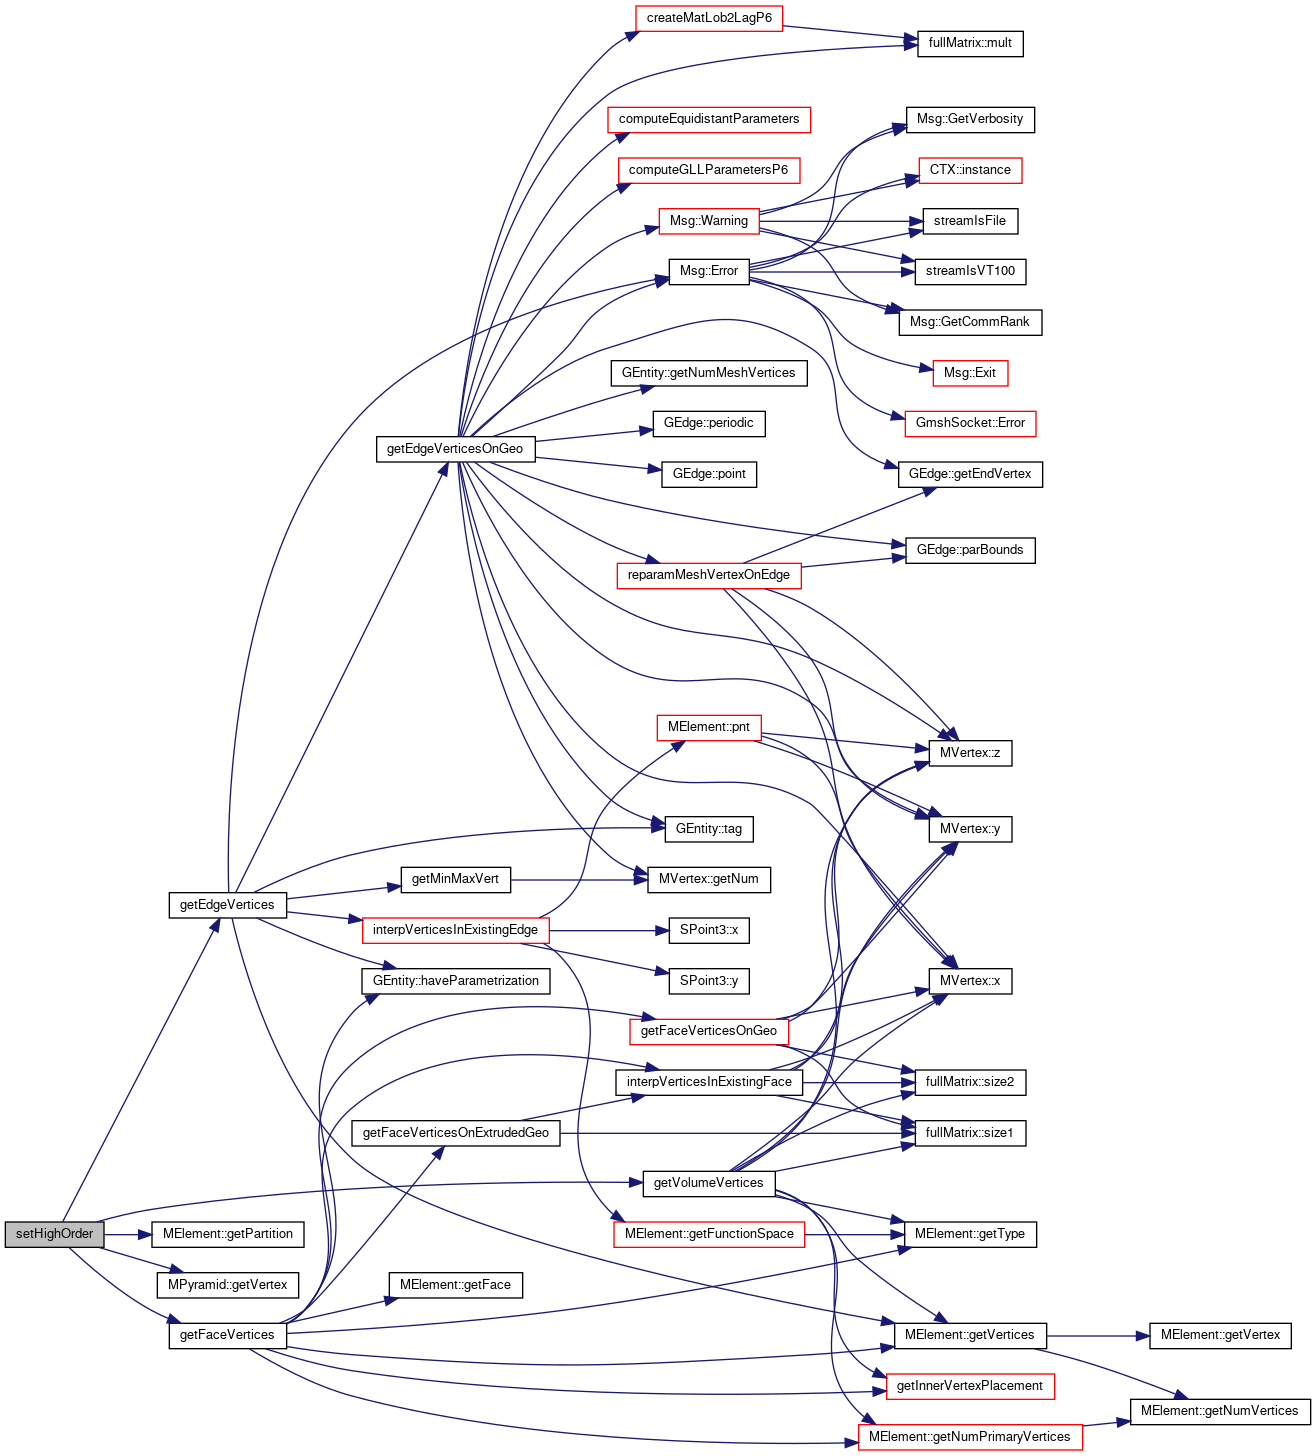 createMatLob2LagP6
fullMatrix::mult
computeEquidistantParameters
Msg::GetVerbosity
computeGLLParametersP6
CTX::instance
Msg::Warning
streamIsFile
Msg::Error
streamIsVT100
Msg::GetCommRank
GEntity::getNumMeshVertices
Msg::Exit
GEdge::periodic
GmshSocket::Error
getEdgeVerticesOnGeo
GEdge::point
GEdge::getEndVertex
GEdge::parBounds
reparamMeshVertexOnEdge
MElement::pnt
MVertex::z
GEntity::tag
MVertex::y
getMinMaxVert
MVertex::getNum
getEdgeVertices
interpVerticesInExistingEdge
SPoint3::x
GEntity::haveParametrization
SPoint3::y
MVertex::x
getFaceVerticesOnGeo
interpVerticesInExistingFace
fullMatrix::size2
getFaceVerticesOnExtrudedGeo
fullMatrix::size1
getVolumeVertices
setHighOrder
MElement::getPartition
MElement::getFunctionSpace
MElement::getType
MPyramid::getVertex
MElement::getFace
getFaceVertices
MElement::getVertices
MElement::getVertex
getInnerVertexPlacement
MElement::getNumVertices
MElement::getNumPrimaryVertices